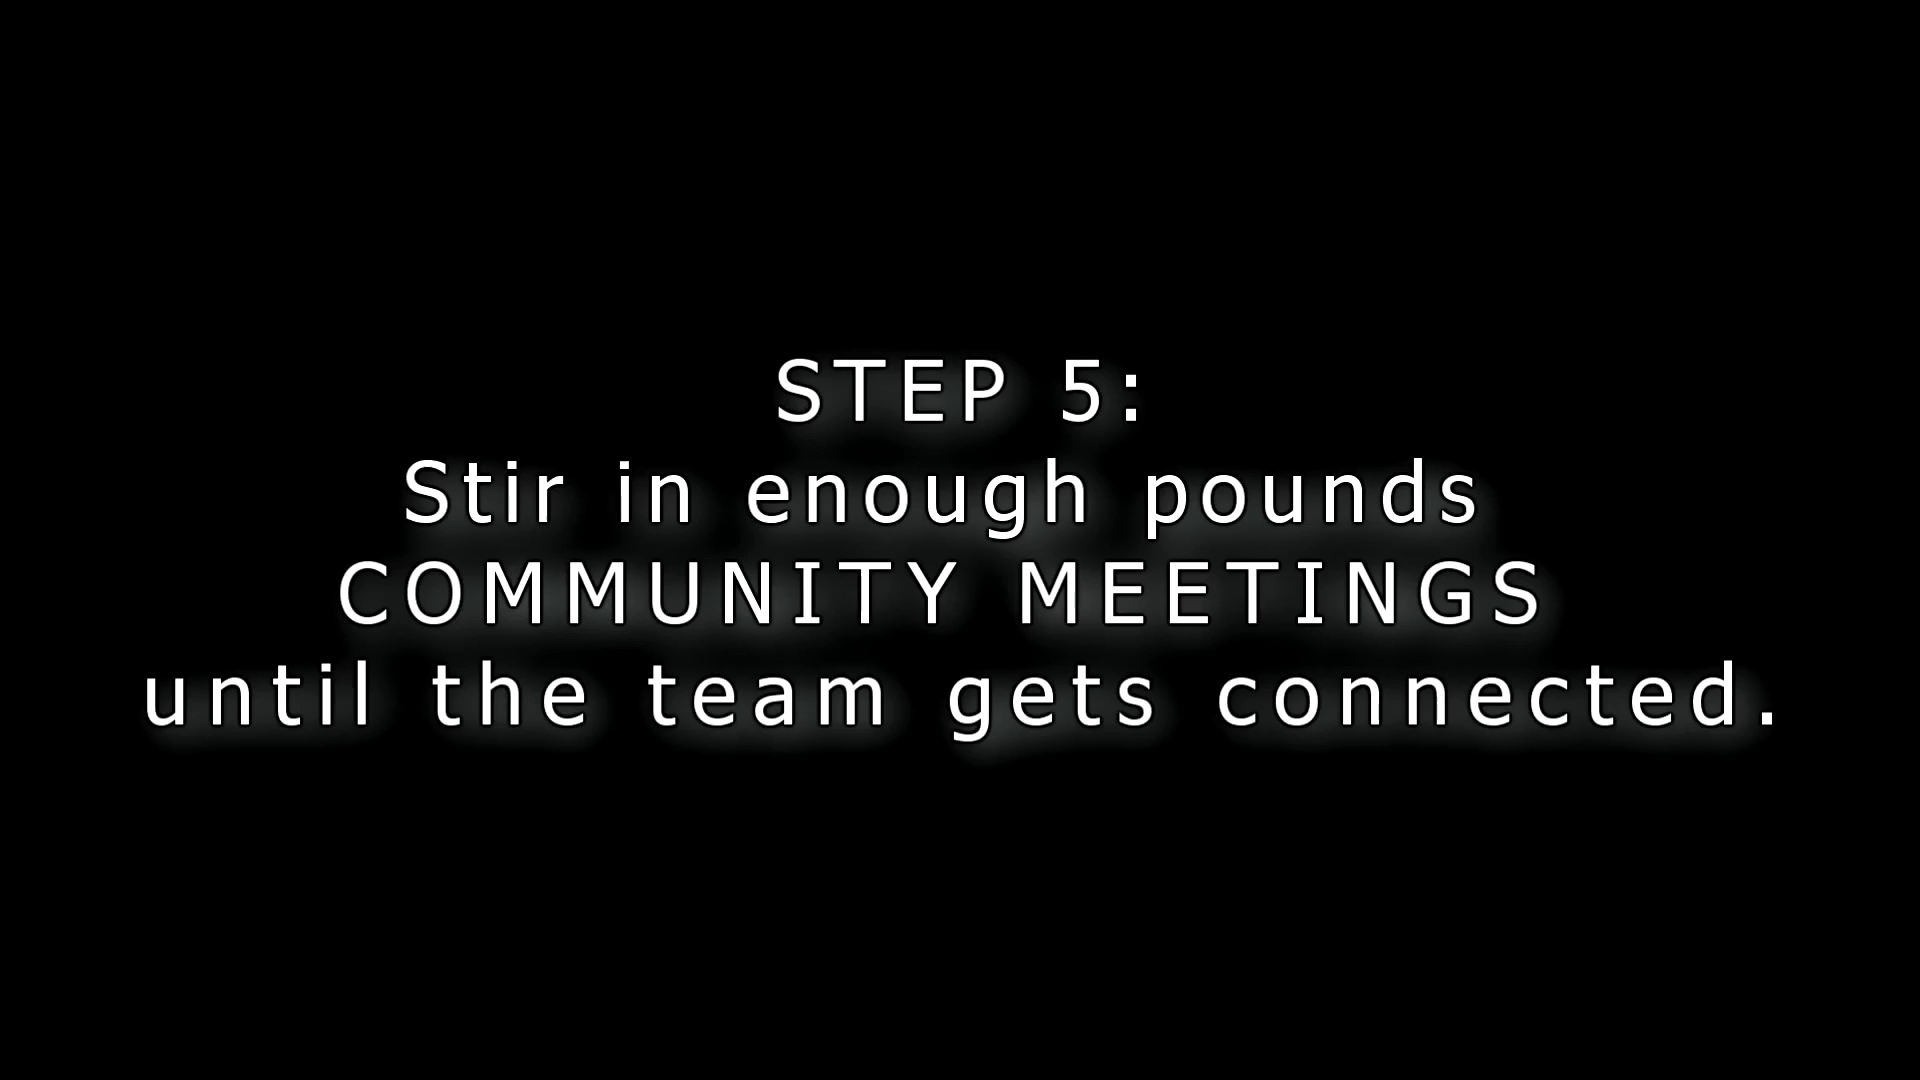 STEP 5:
Stir in enough pounds
COMMUNITY MEETINGS
until the team gets connected.